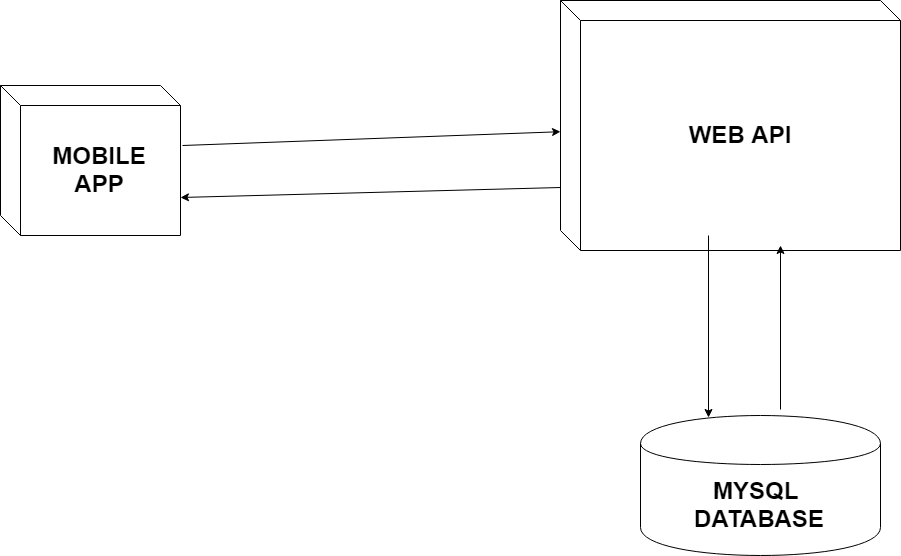 WEB API
MOBILE
APP
MYSQL
DATABASE